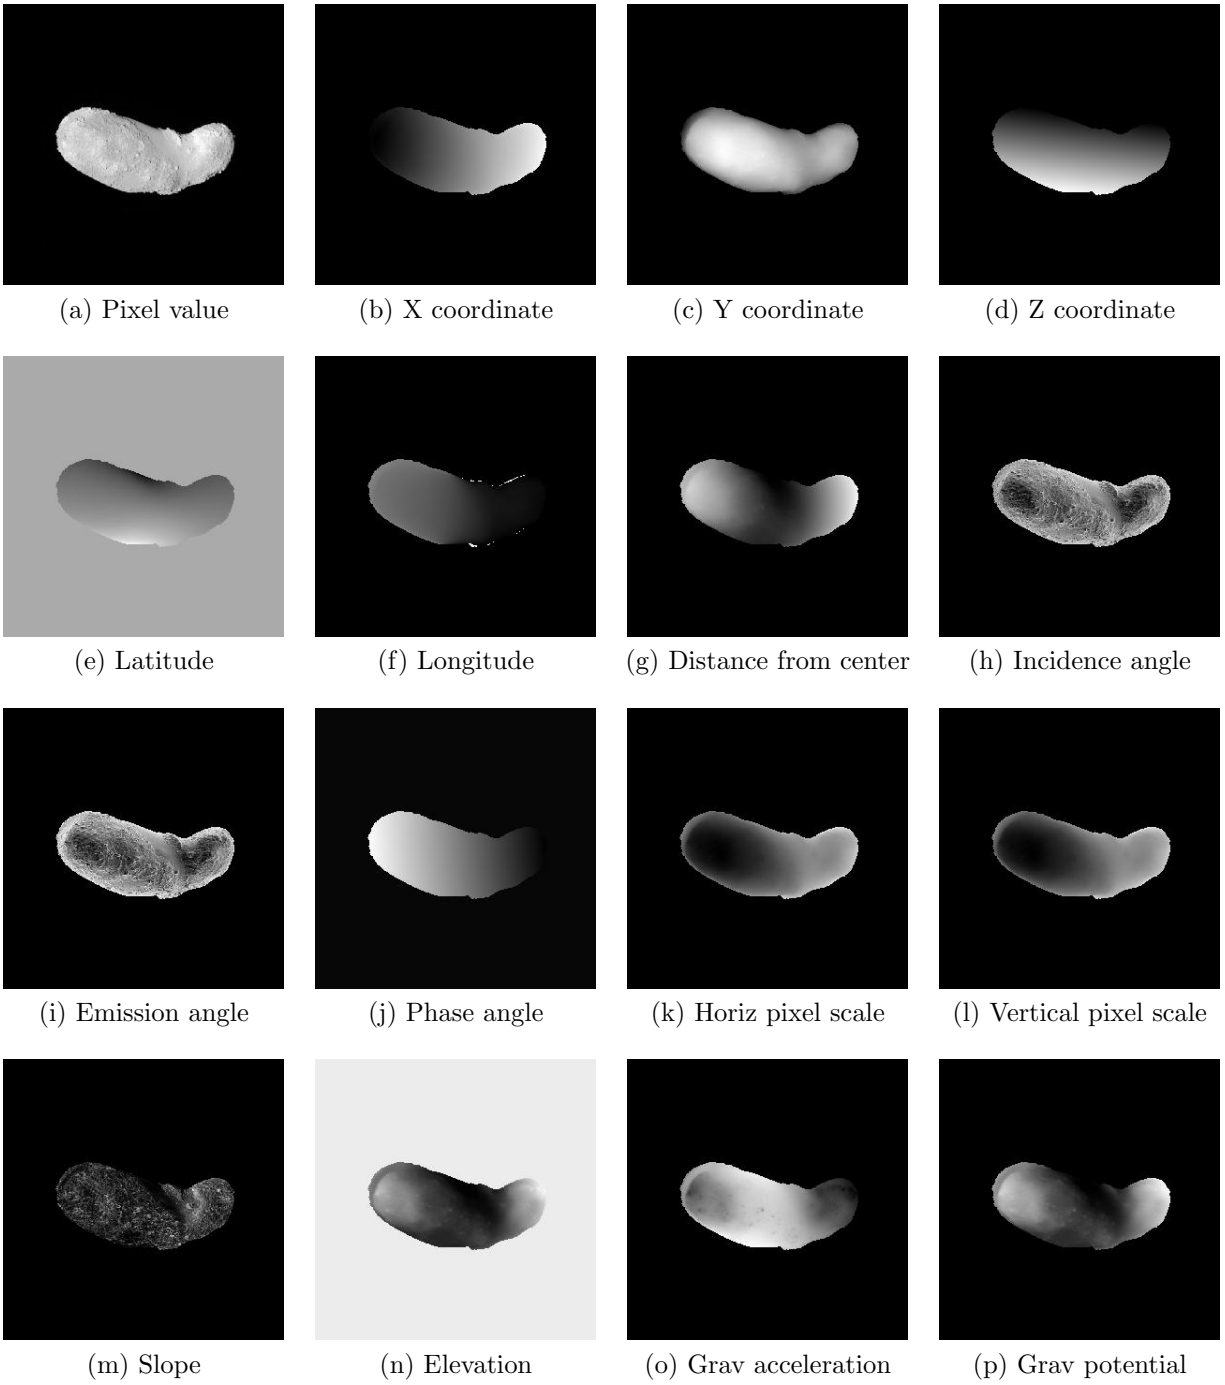 (a) Pixel value
(b) X coordinate
(c) Y coordinate
(d) Z coordinate
(e) Latitude
(f) Longitude
(g) Distance from center
(h) Incidence angle
(i) Emission angle
(j) Phase angle
(k) Horiz pixel scale
(l) Vertical pixel scale
(m) Slope
(n) Elevation
(o) Grav acceleration
(p) Grav potential